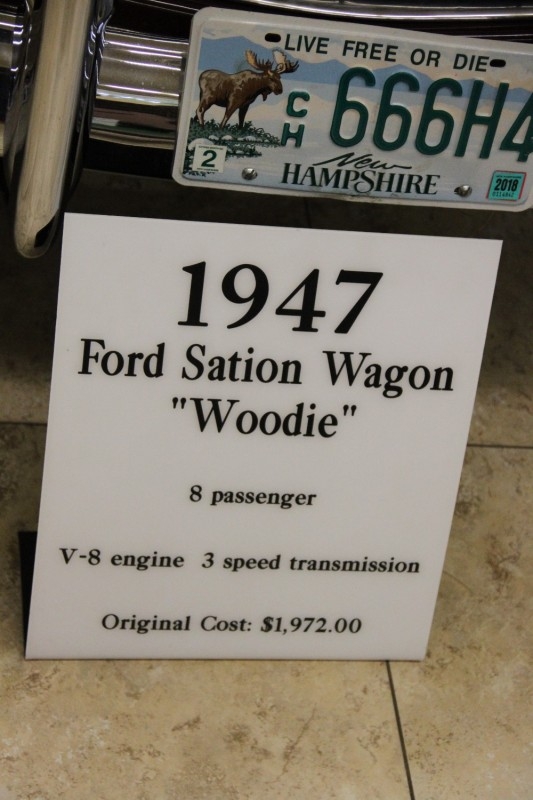 LIVE FREE OR DIE
CH 666H4
2
New
HAMPSHIRE
2018
1947
Ford Sation Wagon
"Woodie"
8 passenger
V-8 engine 3 speed transmission
Original Cost: $1,972.00